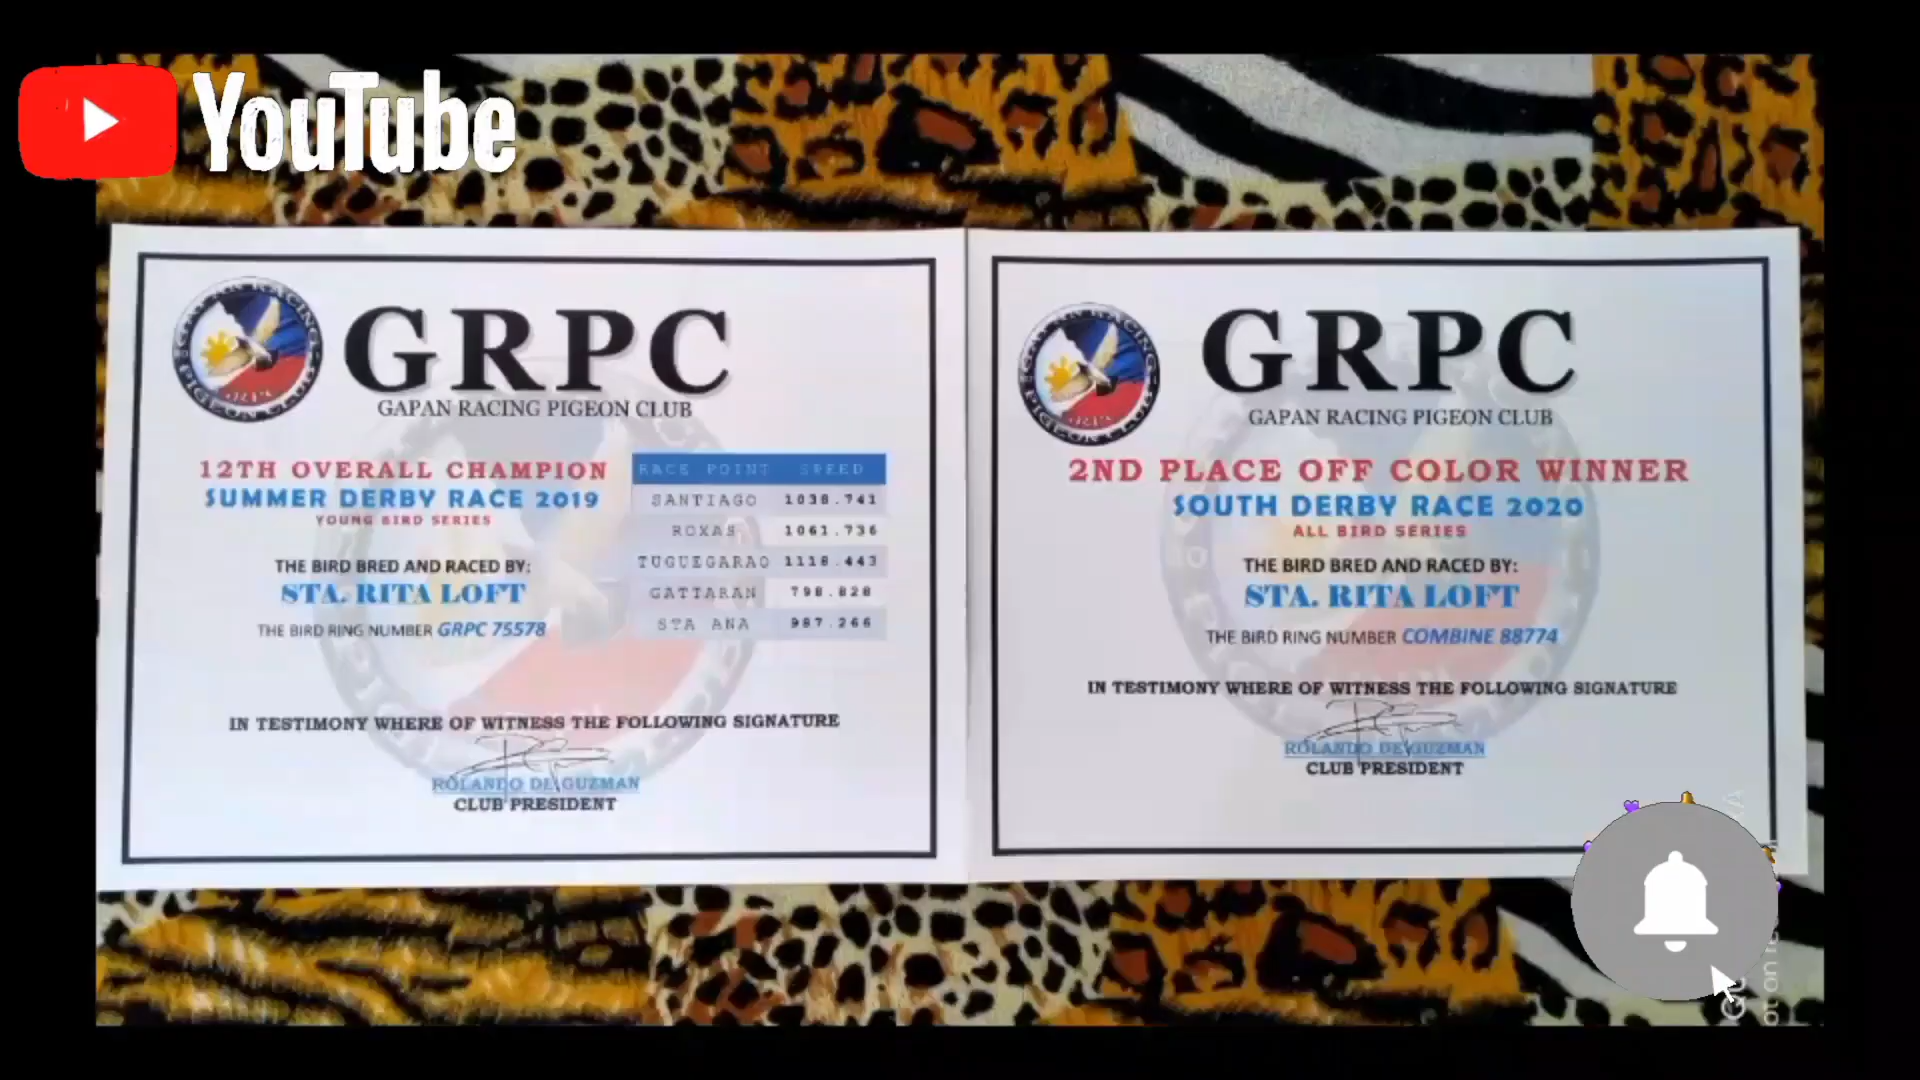 YouTube
GRPC
GAPAN RACING PIGEON CLUB
12TH OVERALL CHAMPION
SUMMER DERBY RACE 2019
YOUNG BIRD SERIES
THE BIRD BRED AND RACED BY:
STA. RITA LOFT
THE BIRD RING NUMBER GRPC 75578
RACE POINT SPEED
SANTIAGO 1038.741
ROXAS 1061.736
TUGUEGARAO 1118.443
GATTARAN 798.828
STA ANA 987.266
IN TESTIMONY WHERE OF WITNESS THE FOLLOWING SIGNATURE
ROLANDO DE GUZMAN
CLUB PRESIDENT
GRPC
GAPAN RACING PIGEON CLUB
2ND PLACE OFF COLOR WINNER
SOUTH DERBY RACE 2020
ALL BIRD SERIES
THE BIRD BRED AND RACED BY:
STA. RITA LOFT
THE BIRD RING NUMBER COMBINE 88774
IN TESTIMONY WHERE OF WITNESS THE FOLLOWING SIGNATURE
ROLANDO DE GUZMAN
CLUB PRESIDENT